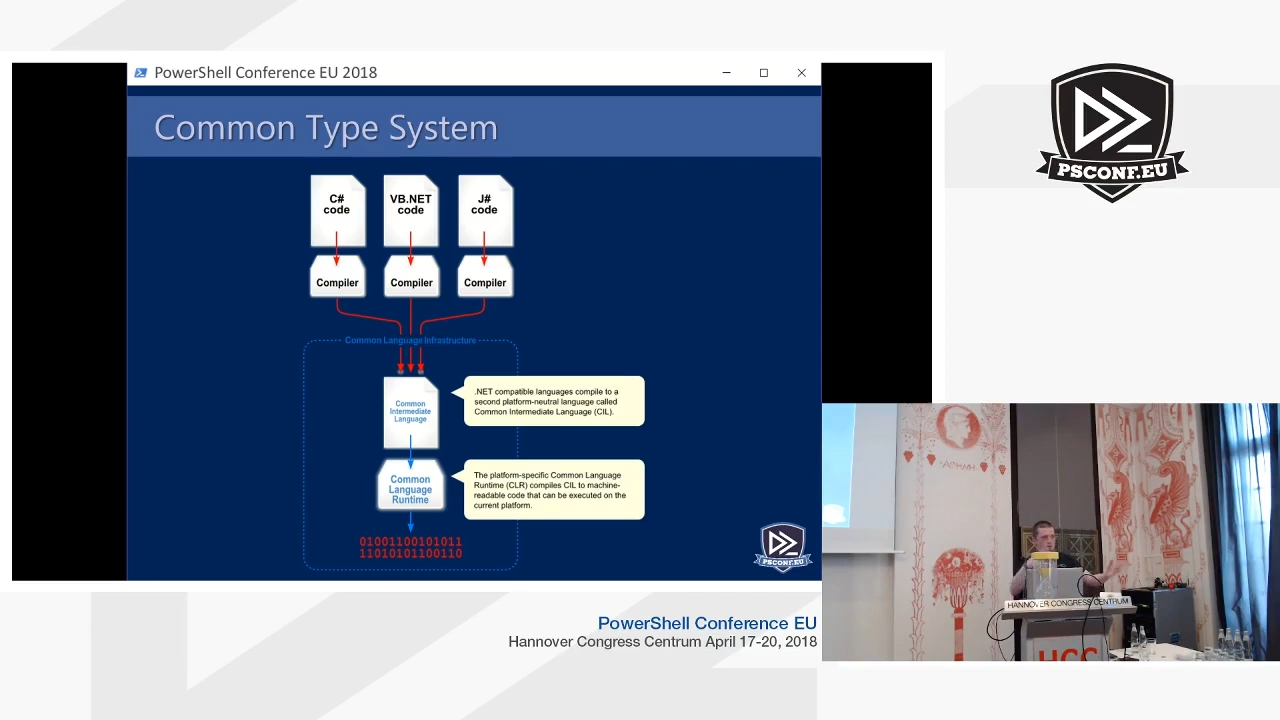 PowerShell Conference EU 2018
Common Type System
C#
code
VB.NET
code
J#
code
Compiler
Compiler
Compiler
Common Language Infrastructure
Common
Intermediate
Language
.NET compatible languages compile to a
second platform-neutral language called
Common Intermediate Language (CIL).
Common
Language
Runtime
The platform-specific Common Language
Runtime (CLR) compiles CIL to machine-
readable code that can be executed on the
current platform.
01001100101011
11010101100110
PSCONF.EU
PSCONF.EU
PowerShell Conference EU
Hannover Congress Centrum April 17-20, 2018
HANNOVER CONGRESS CENTRUM
HCC